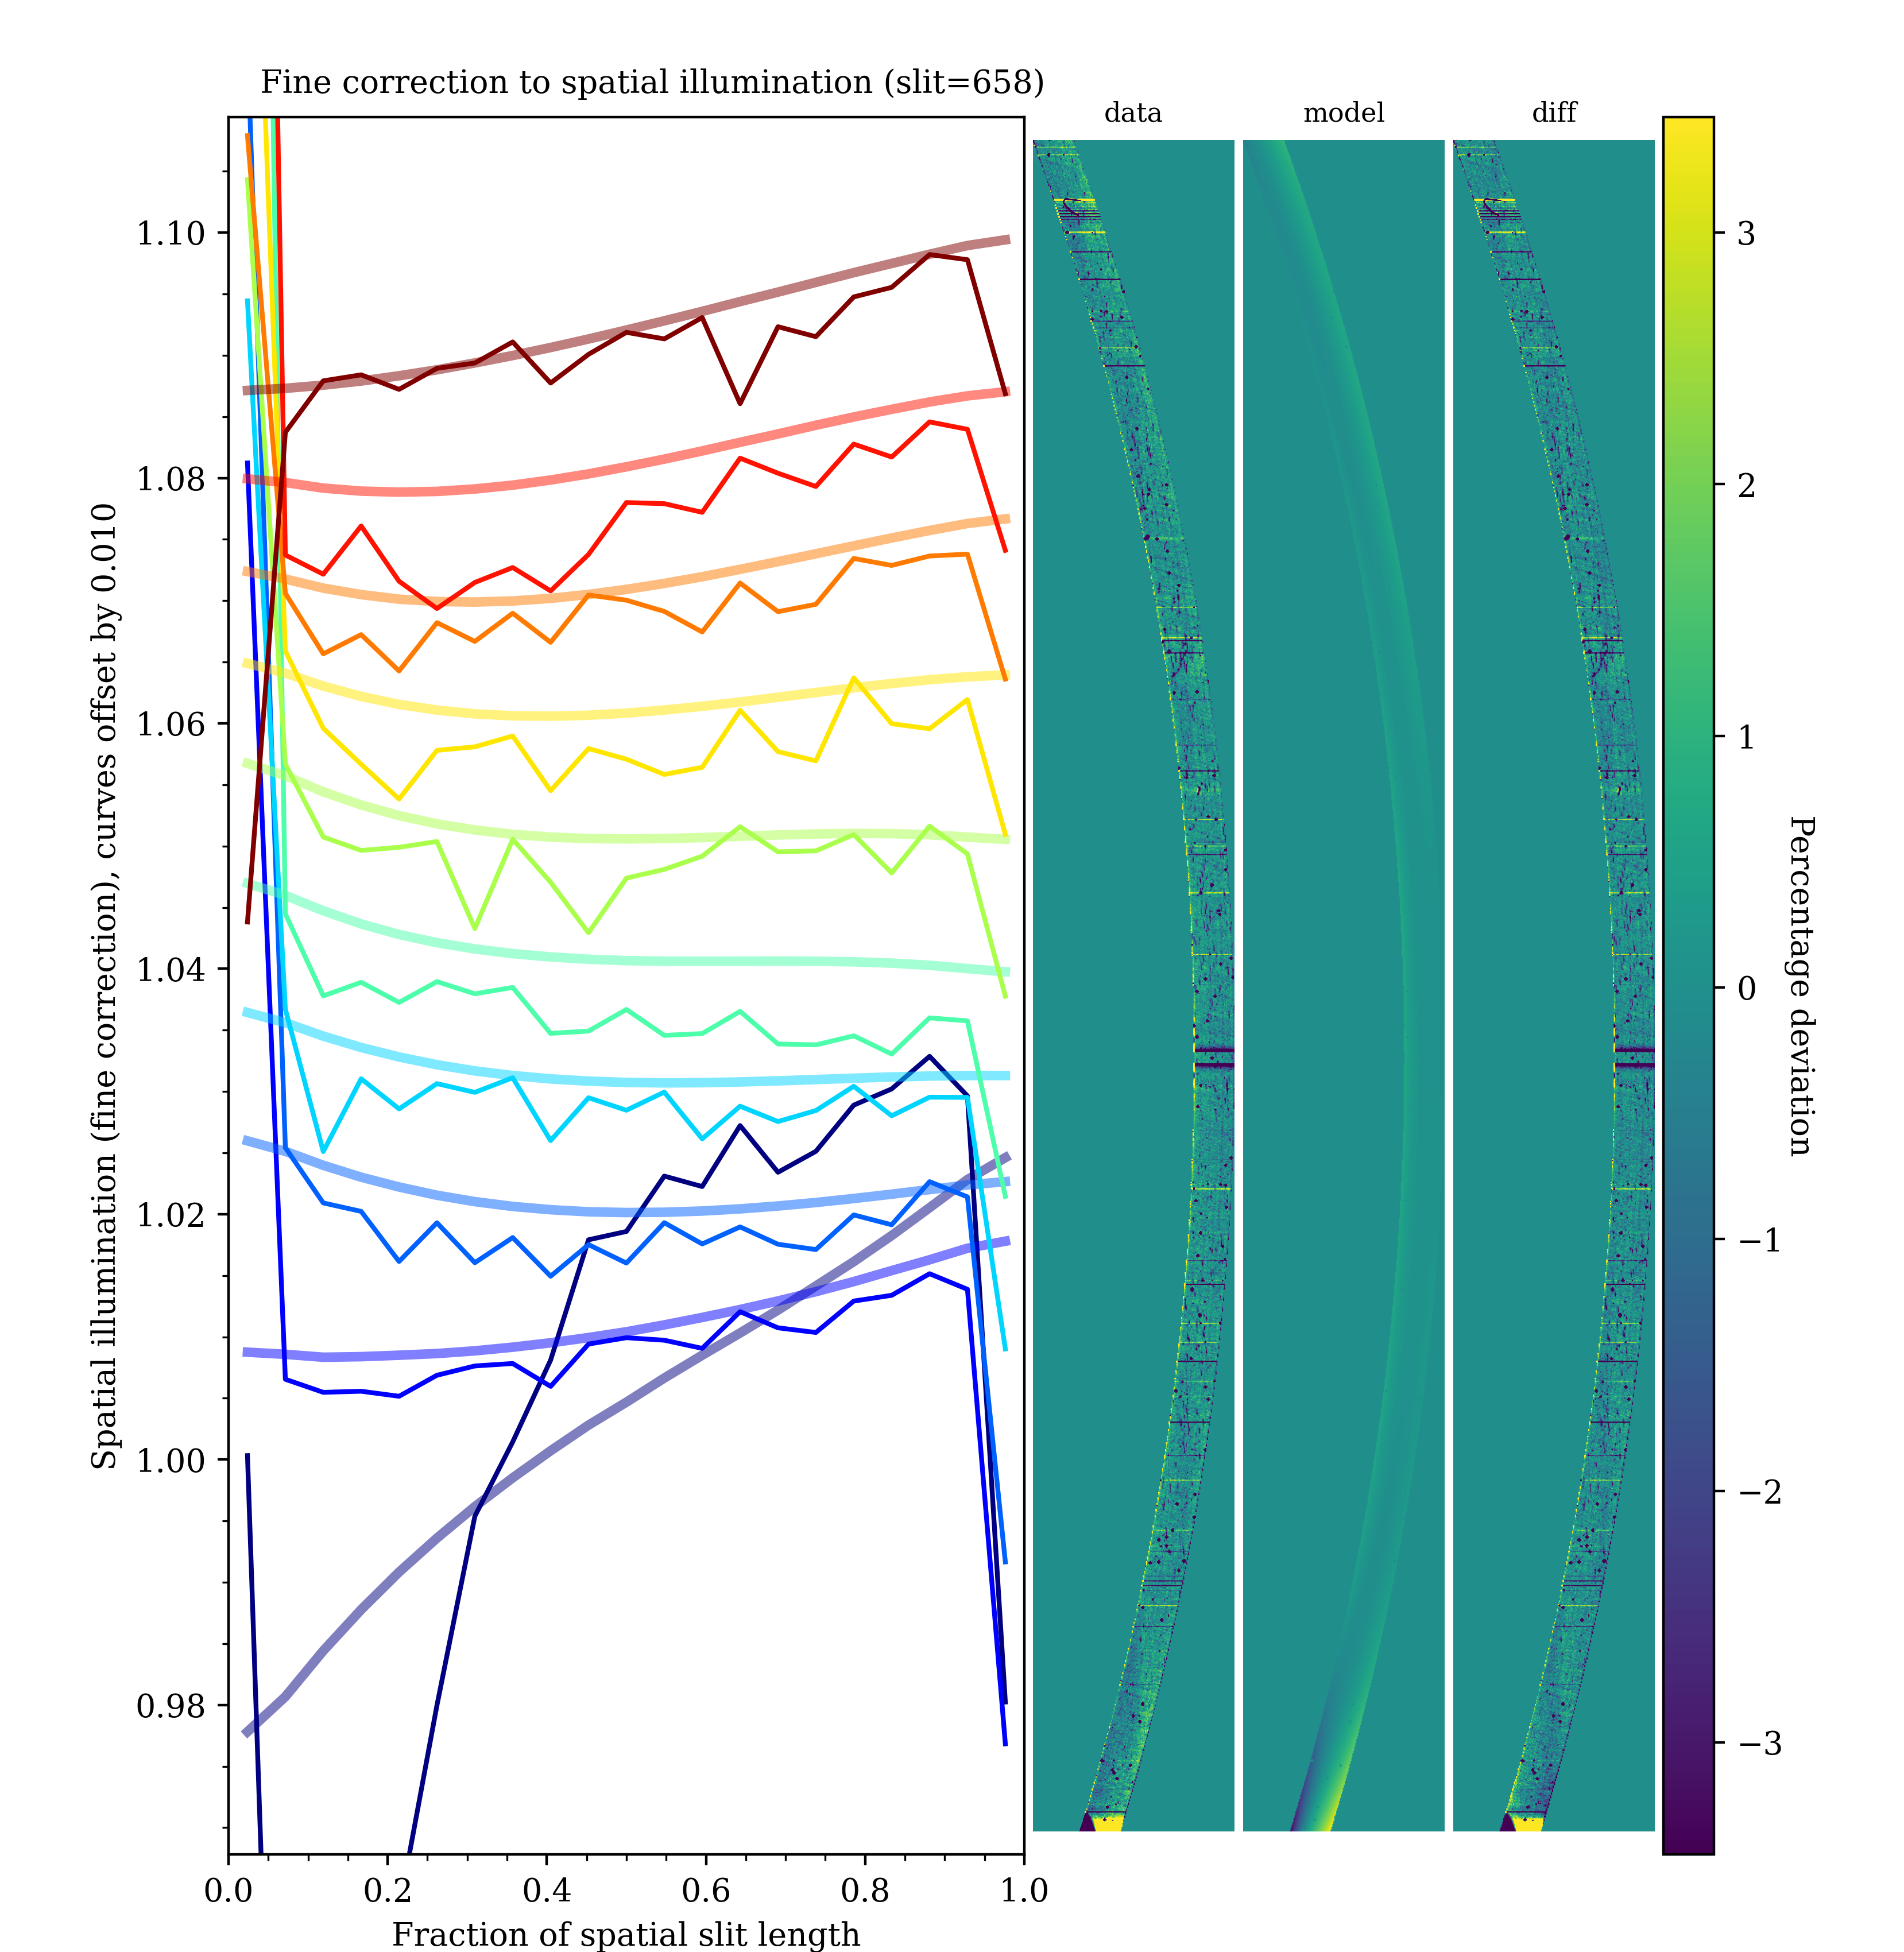 Fine correction to spatial illumination (slit=658)
data
model
diff
Spatial illumination (fine correction), curves offset by 0.010
1.10
1.08
1.06
1.04
1.02
1.00
0.98
0.0 0.2 0.4 0.6 0.8 1.0
Fraction of spatial slit length
3
2
1
0
−1
−2
−3
Percentage deviation